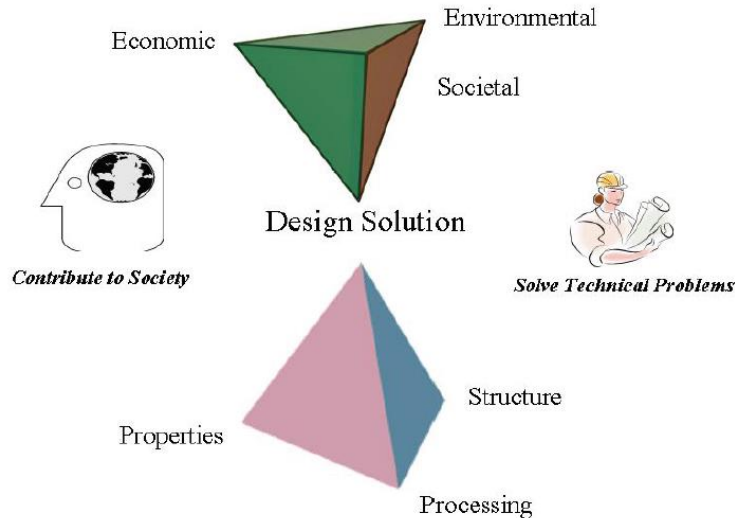 Environmental
Economic
Societal
Design Solution
Contribute to Society
Solve Technical Problems
Structure
Properties
Processing